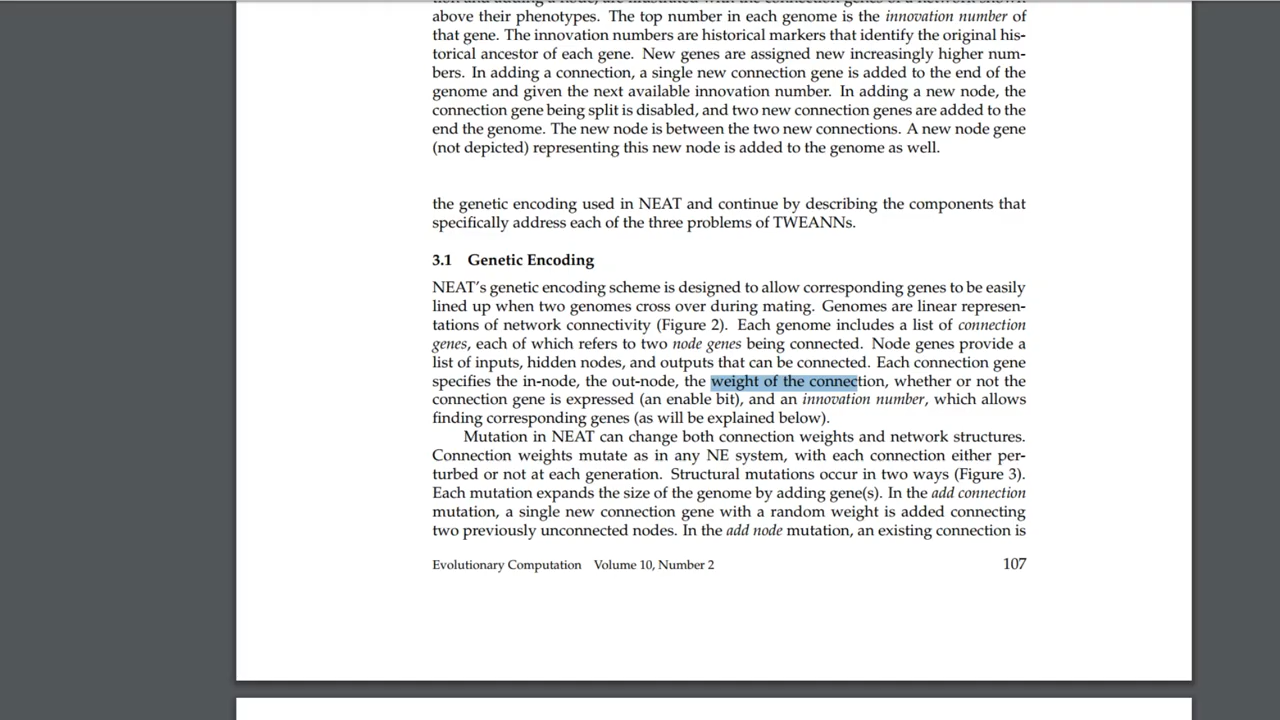 above their phenotypes. The top number in each genome is the innovation number of
that gene. The innovation numbers are historical markers that identify the original his-
torical ancestor of each gene. New genes are assigned new increasingly higher num-
bers. In adding a connection, a single new connection gene is added to the end of the
genome and given the next available innovation number. In adding a new node, the
connection gene being split is disabled, and two new connection genes are added to the
end the genome. The new node is between the two new connections. A new node gene
(not depicted) representing this new node is added to the genome as well.
the genetic encoding used in NEAT and continue by describing the components that
specifically address each of the three problems of TWEANNs.
3.1 Genetic Encoding
NEAT's genetic encoding scheme is designed to allow corresponding genes to be easily
lined up when two genomes cross over during mating. Genomes are linear represen-
tations of network connectivity (Figure 2). Each genome includes a list of connection
genes, each of which refers to two node genes being connected. Node genes provide a
list of inputs, hidden nodes, and outputs that can be connected. Each connection gene
specifies the in-node, the out-node, the weight of the connection, whether or not the
connection gene is expressed (an enable bit), and an innovation number, which allows
finding corresponding genes (as will be explained below).
Mutation in NEAT can change both connection weights and network structures.
Connection weights mutate as in any NE system, with each connection either per-
turbed or not at each generation. Structural mutations occur in two ways (Figure 3).
Each mutation expands the size of the genome by adding gene(s). In the add connection
mutation, a single new connection gene with a random weight is added connecting
two previously unconnected nodes. In the add node mutation, an existing connection is
Evolutionary Computation Volume 10, Number 2
107